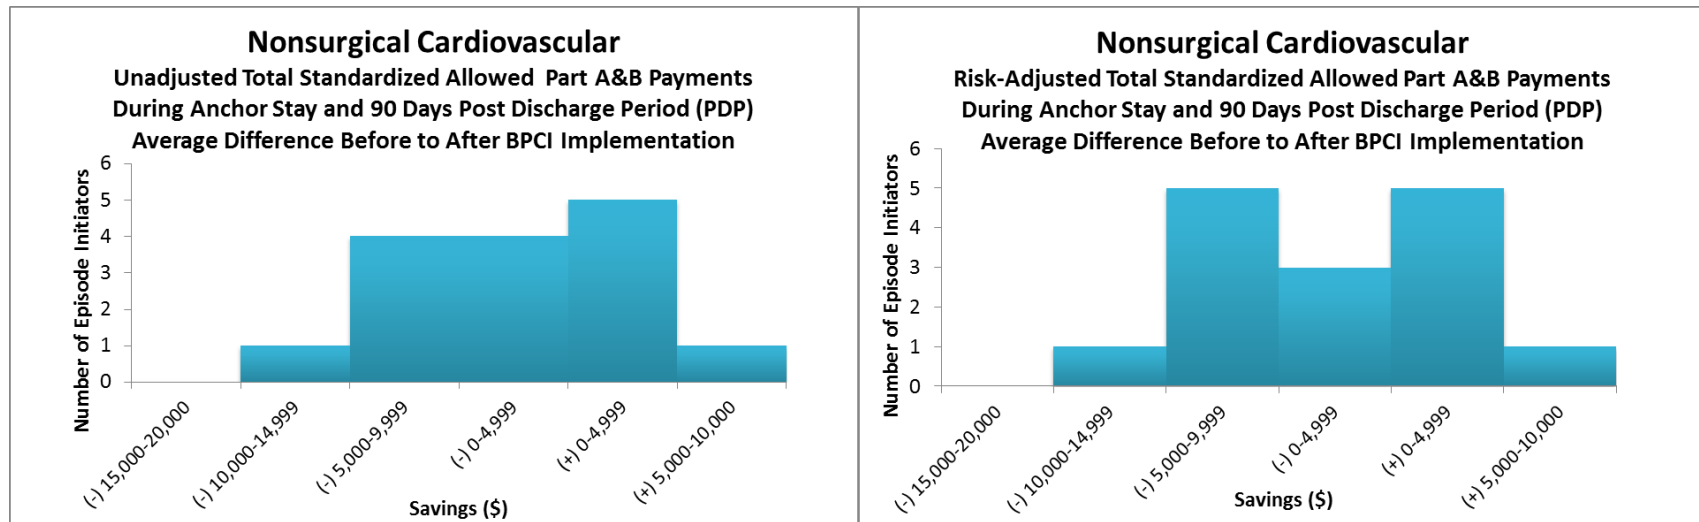 Nonsurgical Cardiovascular
Unadjusted Total Standardized Allowed Part A&B Payments
During Anchor Stay and 90 Days Post Discharge Period (PDP)
Average Difference Before to After BPCI Implementation
Number of Episode Initiators
6
5
4
3
2
1
0
(-) 15,000-20,000
(-) 10,000-14,999
(-) 5,000-9,999
(-) 0-4,999
(+) 0-4,999
(+) 5,000-10,000
Savings ($)
Nonsurgical Cardiovascular
Risk-Adjusted Total Standardized Allowed Part A&B Payments
During Anchor Stay and 90 Days Post Discharge Period (PDP)
Average Difference Before to After BPCI Implementation
Number of Episode Initiators
6
5
4
3
2
1
0
(-) 15,000-20,000
(-) 10,000-14,999
(-) 5,000-9,999
(-) 0-4,999
(+) 0-4,999
(+) 5,000-10,000
Savings ($)